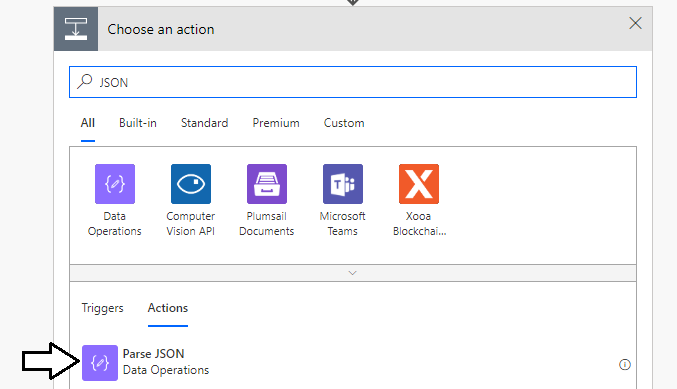 Choose an action
JSON
All Built-in Standard Premium Custom
Data Operations
Computer Vision API
Plumsail Documents
Microsoft Teams
Xooa Blockchai...
Triggers Actions
Parse JSON
Data Operations